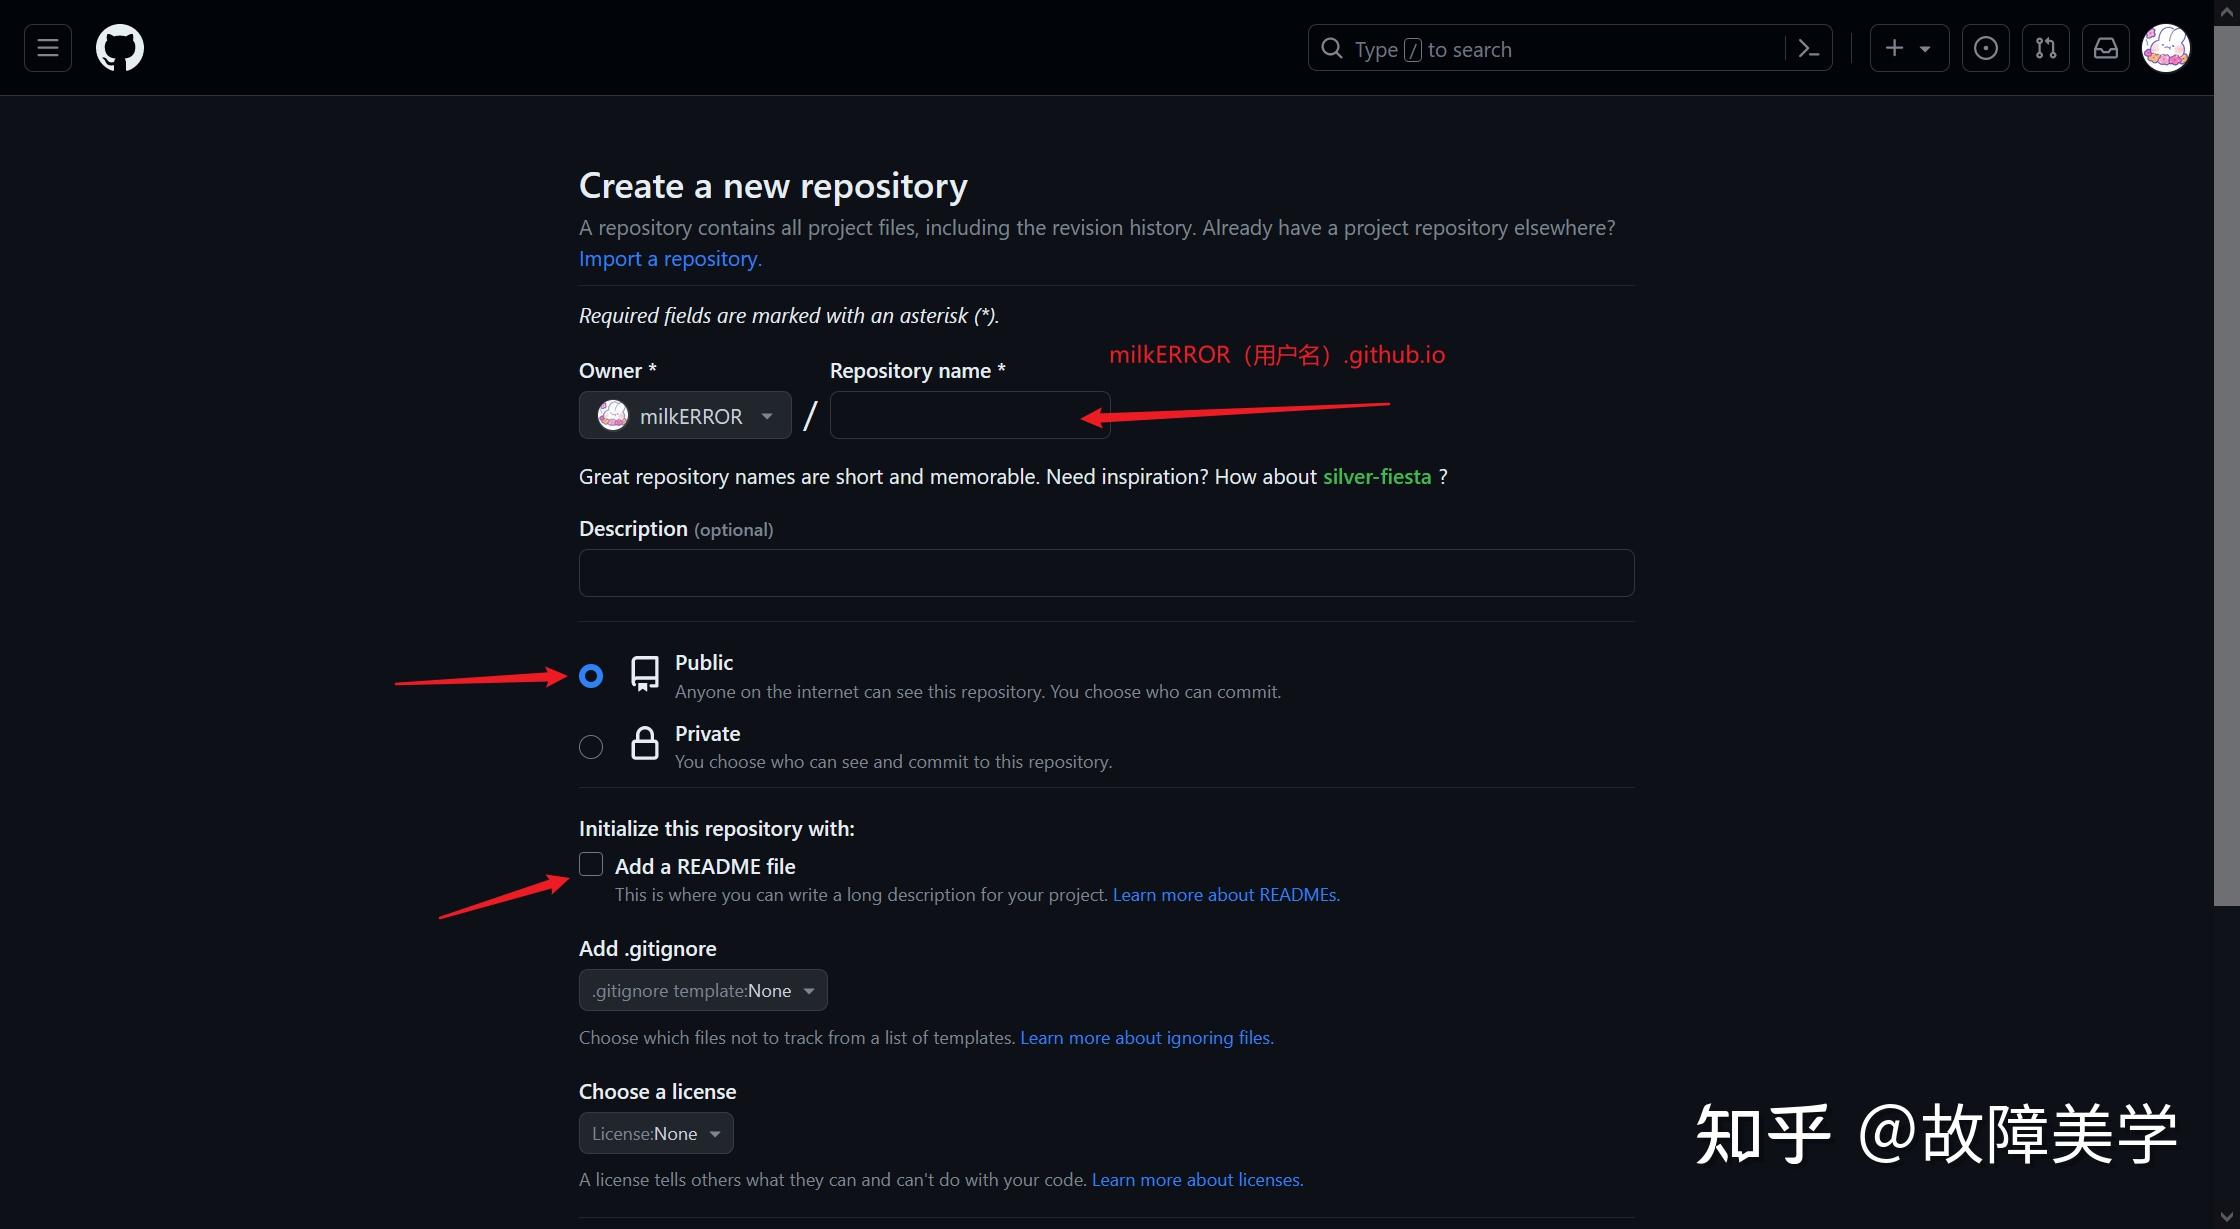 Type / to search
Create a new repository
A repository contains all project files, including the revision history. Already have a project repository elsewhere?
Import a repository.
Required fields are marked with an asterisk (*).
milkERROR（用户名）.github.io
Owner * Repository name *
milkERROR /
Great repository names are short and memorable. Need inspiration? How about silver-fiesta ?
Description (optional)
Public
Anyone on the internet can see this repository. You choose who can commit.
Private
You choose who can see and commit to this repository.
Initialize this repository with:
Add a README file
This is where you can write a long description for your project. Learn more about READMEs.
Add .gitignore
.gitignore template:None
Choose which files not to track from a list of templates. Learn more about ignoring files.
Choose a license
License:None
A license tells others what they can and can't do with your code. Learn more about licenses.
知乎 @故障美学